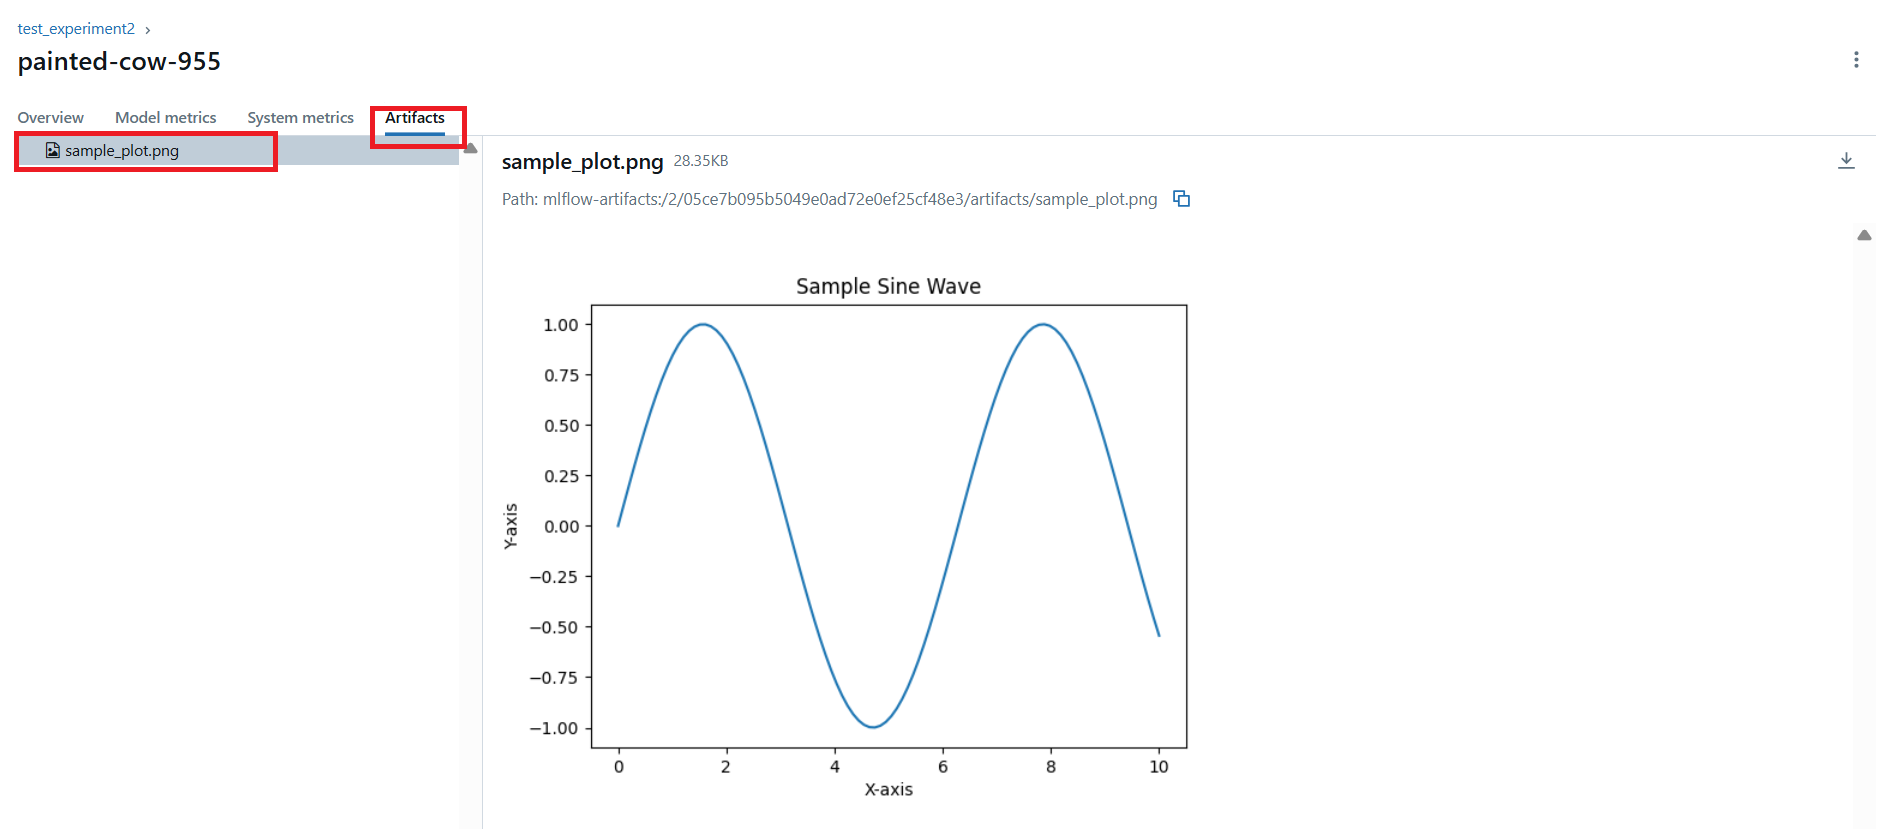 test_experiment2 ›
painted-cow-955
Overview Model metrics System metrics Artifacts
sample_plot.png
sample_plot.png 28.35KB
Path: mlflow-artifacts:/2/05ce7b095b5049e0ad72e0ef25cf48e3/artifacts/sample_plot.png
Sample Sine Wave
1.00
0.75
0.50
0.25
0.00
−0.25
−0.50
−0.75
−1.00
Y-axis
0 2 4 6 8 10
X-axis